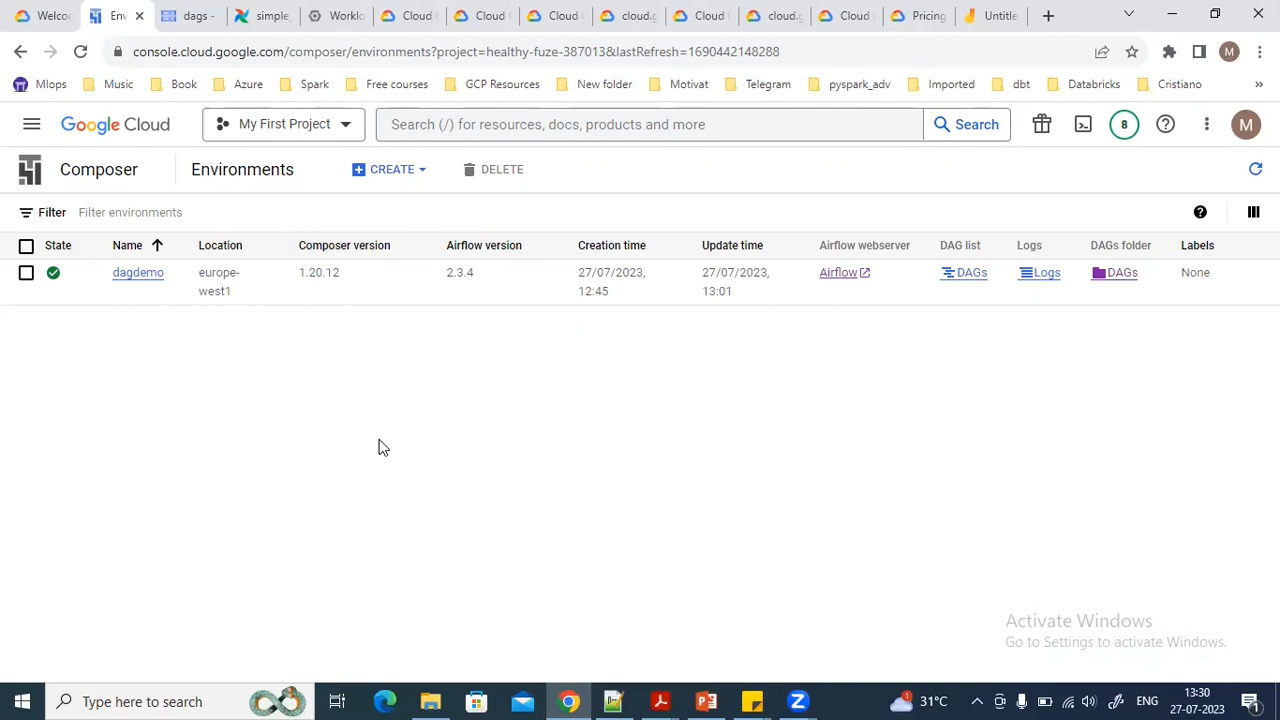 Welcor
Env
dags -
simple_
Worklo
Cloud C
Cloud C
Cloud C
cloud.g
Cloud C
cloud.g
Cloud
Pricing
Untitle
console.cloud.google.com/composer/environments?project=healthy-fuze-387013&lastRefresh=1690442148288
M
Mlops
Music
Book
Azure
Spark
Free courses
GCP Resources
New folder
Motivat
Telegram
pyspark_adv
Imported
dbt
Databricks
Cristiano
»
Google Cloud
My First Project
Search (/) for resources, docs, products and more
Search
8
M
Composer
Environments
CREATE
DELETE
Filter Filter environments
State Name Location Composer version Airflow version Creation time Update time Airflow webserver DAG list Logs DAGs folder Labels
dagdemo europe-west1 1.20.12 2.3.4 27/07/2023, 12:45 27/07/2023, 13:01 Airflow DAGs Logs DAGs None
Activate Windows
Go to Settings to activate Windows.
Type here to search
1
31°C
ENG
13:30
27-07-2023
1